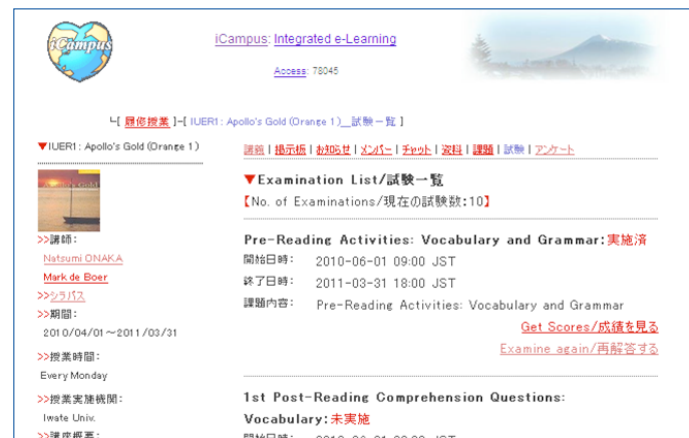 iCampus
iCampus: Integrated e-Learning
Access: 78045
┗[ 履修授業 ]-[ IUER1: Apollo's Gold (Orange 1)__試験一覧 ]
▼IUER1: Apollo's Gold (Orange 1)
>>講師:
Natsumi ONAKA
Mark de Boer
>>シラバス
>>期間:
2010/04/01～2011/03/31
>>授業時間:
Every Monday
>>授業実施機関:
Iwate Univ.
>>講座概要:
講義 | 掲示板 | お知らせ | メンバー | チャット | 資料 | 課題 | 試験 | アンケート
▼Examination List/試験一覧
【No. of Examinations/現在の試験数:10】
Pre-Reading Activities: Vocabulary and Grammar:実施済
開始日時: 2010-06-01 09:00 JST
終了日時: 2011-03-31 18:00 JST
課題内容: Pre-Reading Activities: Vocabulary and Grammar
Get Scores/成績を見る
Examine again/再解答する
1st Post-Reading Comprehension Questions:
Vocabulary:未実施